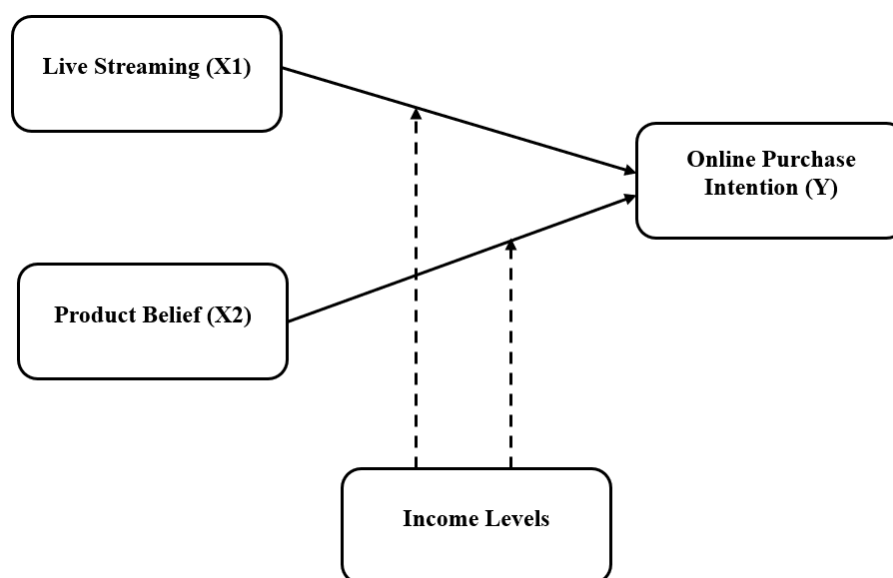 Live Streaming (X1)
Online Purchase
Intention (Y)
Product Belief (X2)
Income Levels